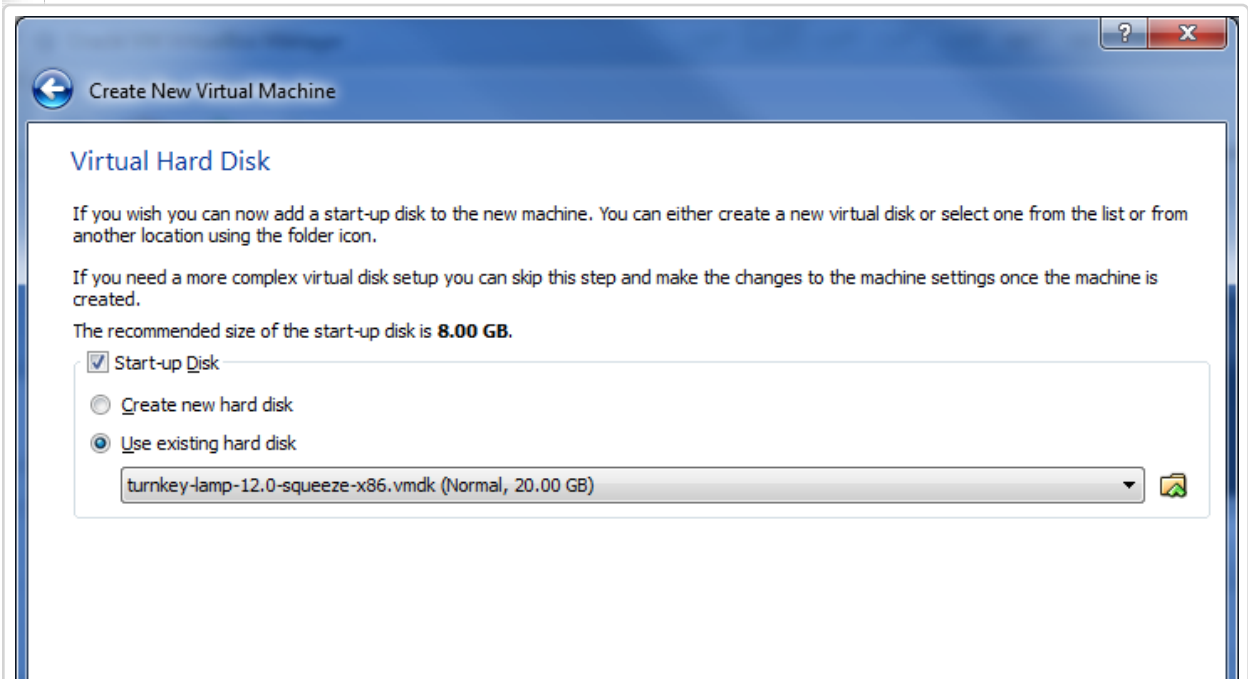 ?
x
Create New Virtual Machine
Virtual Hard Disk
If you wish you can now add a start-up disk to the new machine. You can either create a new virtual disk or select one from the list or from
another location using the folder icon.
If you need a more complex virtual disk setup you can skip this step and make the changes to the machine settings once the machine is
created.
The recommended size of the start-up disk is 8.00 GB.
Start-up Disk
Create new hard disk
Use existing hard disk
turnkey-lamp-12.0-squeeze-x86.vmdk (Normal, 20.00 GB)